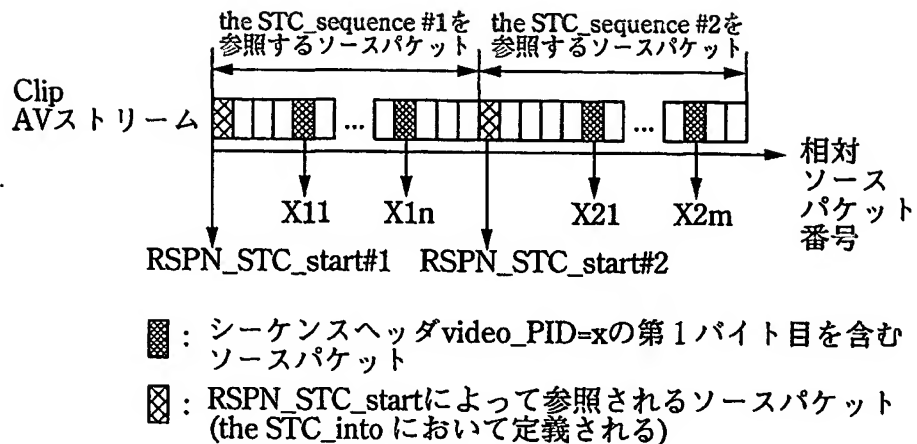 the STC_sequence #1を
参照するソースパケット
the STC_sequence #2を
参照するソースパケット
Clip
AVストリーム
...
...
相対
ソース
パケット
番号
X11
X1n
X21
X2m
RSPN_STC_start#1
RSPN_STC_start#2
: シーケンスヘッダvideo_PID=xの第1バイト目を含む
ソースパケット
: RSPN_STC_startによって参照されるソースパケット
(the STC_into において定義される)